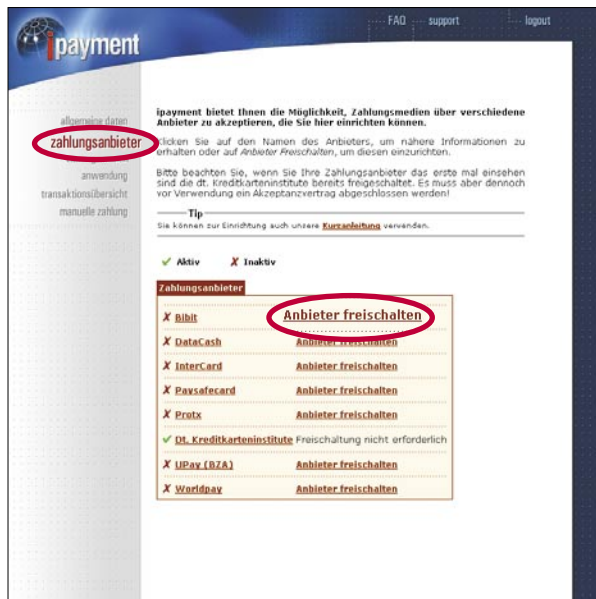 FAQ support logout
ipayment
allgemeine daten
zahlungsanbieter
anwendung
transaktionsübersicht
manuelle zahlung
ipayment bietet Ihnen die Möglichkeit, Zahlungsmedien über verschiedene
Anbieter zu akzeptieren, die Sie hier einrichten können.
Klicken Sie auf den Namen des Anbieters, um nähere Informationen zu
erhalten oder auf Anbieter Freischalten, um diesen einzurichten.
Bitte beachten Sie, wenn Sie Ihre Zahlungsanbieter das erste mal einsehen
sind die dt. Kreditkarteninstitute bereits freigeschaltet. Es muss aber dennoch
vor Verwendung ein Akzeptanzvertrag abgeschlossen werden!
Tip
Sie können zur Einrichtung auch unsere Kurzanleitung verwenden.
✓ Aktiv ✗ Inaktiv
Zahlungsanbieter
✗ Bibit Anbieter freischalten
✗ DataCash Anbieter freischalten
✗ InterCard Anbieter freischalten
✗ Paysafecard Anbieter freischalten
✗ Protx Anbieter freischalten
✓ Dt. Kreditkarteninstitute Freischaltung nicht erforderlich
✗ UPay (BZA) Anbieter freischalten
✗ Worldpay Anbieter freischalten